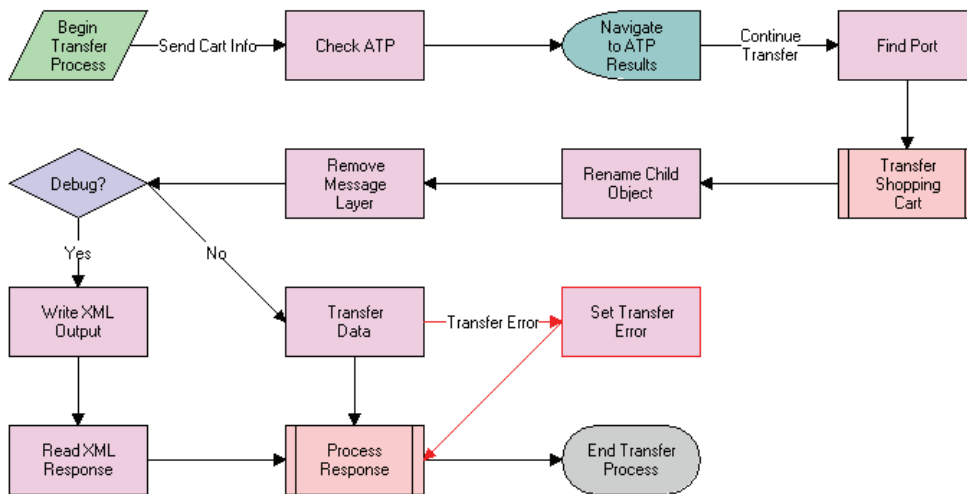 Begin
Transfer
Process
Send Cart Info
Check ATP
Navigate
to ATP
Results
Continue
Transfer
Find Port
Debug?
Remove
Message
Layer
Rename Child
Object
Transfer
Shopping
Cart
Yes
No
Write XML
Output
Transfer
Data
Transfer Error
Set Transfer
Error
Read XML
Response
Process
Response
End Transfer
Process